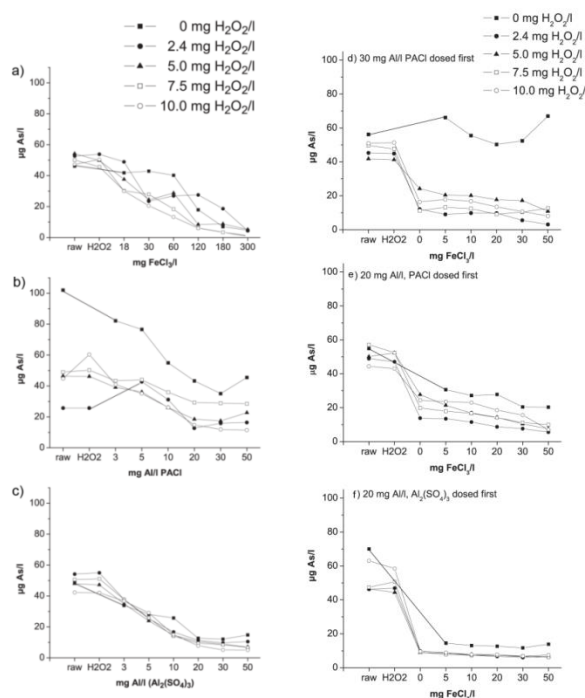 0 mg H2O2/l
2.4 mg H2O2/l
5.0 mg H2O2/l
7.5 mg H2O2/l
10.0 mg H2O2/l
a)
100
80
60
40
20
0
µg As/l
raw H2O2 18 30 60 120 180 300
mg FeCl3/l
b)
100
80
60
40
20
0
µg As/l
raw H2O2 3 5 10 20 30 50
mg Al/l PACl
c)
100
80
60
40
20
0
µg As/l
raw H2O2 3 5 10 20 30 50
mg Al/l (Al2(SO4)3)
0 mg H2O2/l
2.4 mg H2O2/l
5.0 mg H2O2/l
7.5 mg H2O2/l
10.0 mg H2O2/l
d) 30 mg Al/l PACl dosed first
100
80
60
40
20
0
µg As/l
raw H2O2 0 5 10 20 30 50
mg FeCl3/l
e) 20 mg Al/l, PACl dosed first
100
80
60
40
20
0
µg As/l
raw H2O2 0 5 10 20 30 50
mg FeCl3/l
f) 20 mg Al/l, Al2(SO4)3 dosed first
100
80
60
40
20
0
µg As/l
raw H2O2 0 5 10 20 30 50
mg FeCl3/l